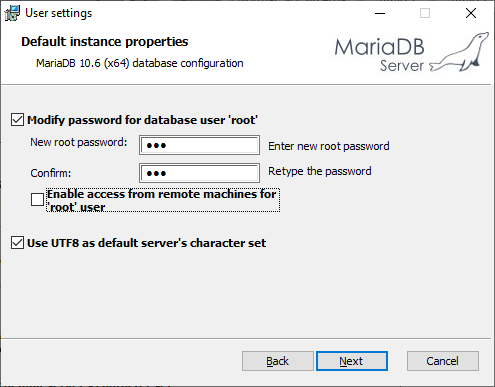 User settings
Default instance properties
MariaDB 10.6 (x64) database configuration
MariaDB
Server
Modify password for database user 'root'
New root password: ●●● Enter new root password
Confirm: ●●● Retype the password
Enable access from remote machines for
'root' user
Use UTF8 as default server's character set
Back Next Cancel